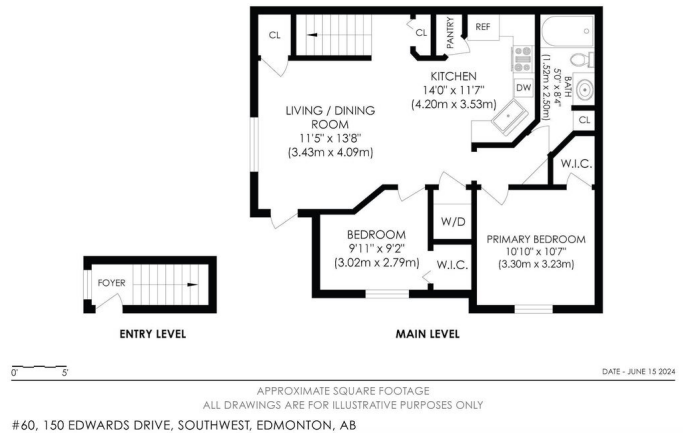 CL
CL
PANTRY
REF
KITCHEN
14'0" x 11'7"
(4.20m x 3.53m)
DW
BATH
5'0" x 8'4"
(1.52m x 2.50m)
CL
LIVING / DINING
ROOM
11'5" x 13'8"
(3.43m x 4.09m)
W.I.C.
W/D
BEDROOM
9'11" x 9'2"
(3.02m x 2.79m)
W.I.C.
PRIMARY BEDROOM
10'10" x 10'7"
(3.30m x 3.23m)
FOYER
ENTRY LEVEL
MAIN LEVEL
0' 5'
DATE - JUNE 15 2024
APPROXIMATE SQUARE FOOTAGE
ALL DRAWINGS ARE FOR ILLUSTRATIVE PURPOSES ONLY
#60, 150 EDWARDS DRIVE, SOUTHWEST, EDMONTON, AB